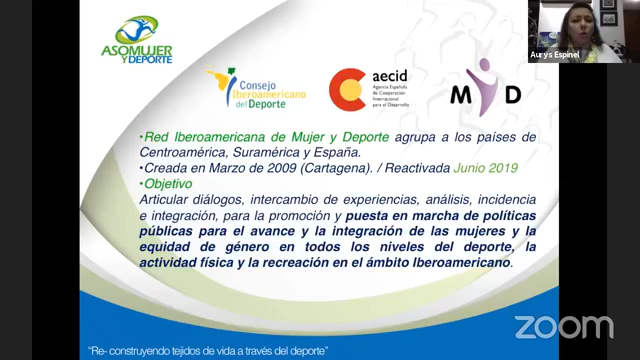 ASOMUJER
Y DEPORTE
Consejo
Iberoamericano
del Deporte
aecid
Agencia Española
de Cooperación
Internacional
para el Desarrollo
M D
Aurys Espinel
•Red Iberoamericana de Mujer y Deporte agrupa a los países de
Centroamérica, Suramérica y España.
•Creada en Marzo de 2009 (Cartagena). / Reactivada Junio 2019
•Objetivo
Articular diálogos, intercambio de experiencias, análisis, incidencia
e integración, para la promoción y puesta en marcha de políticas
públicas para el avance y la integración de las mujeres y la
equidad de género en todos los niveles del deporte, la
actividad física y la recreación en el ámbito Iberoamericano.
zoom
"Re- construyendo tejidos de vida a través del deporte"